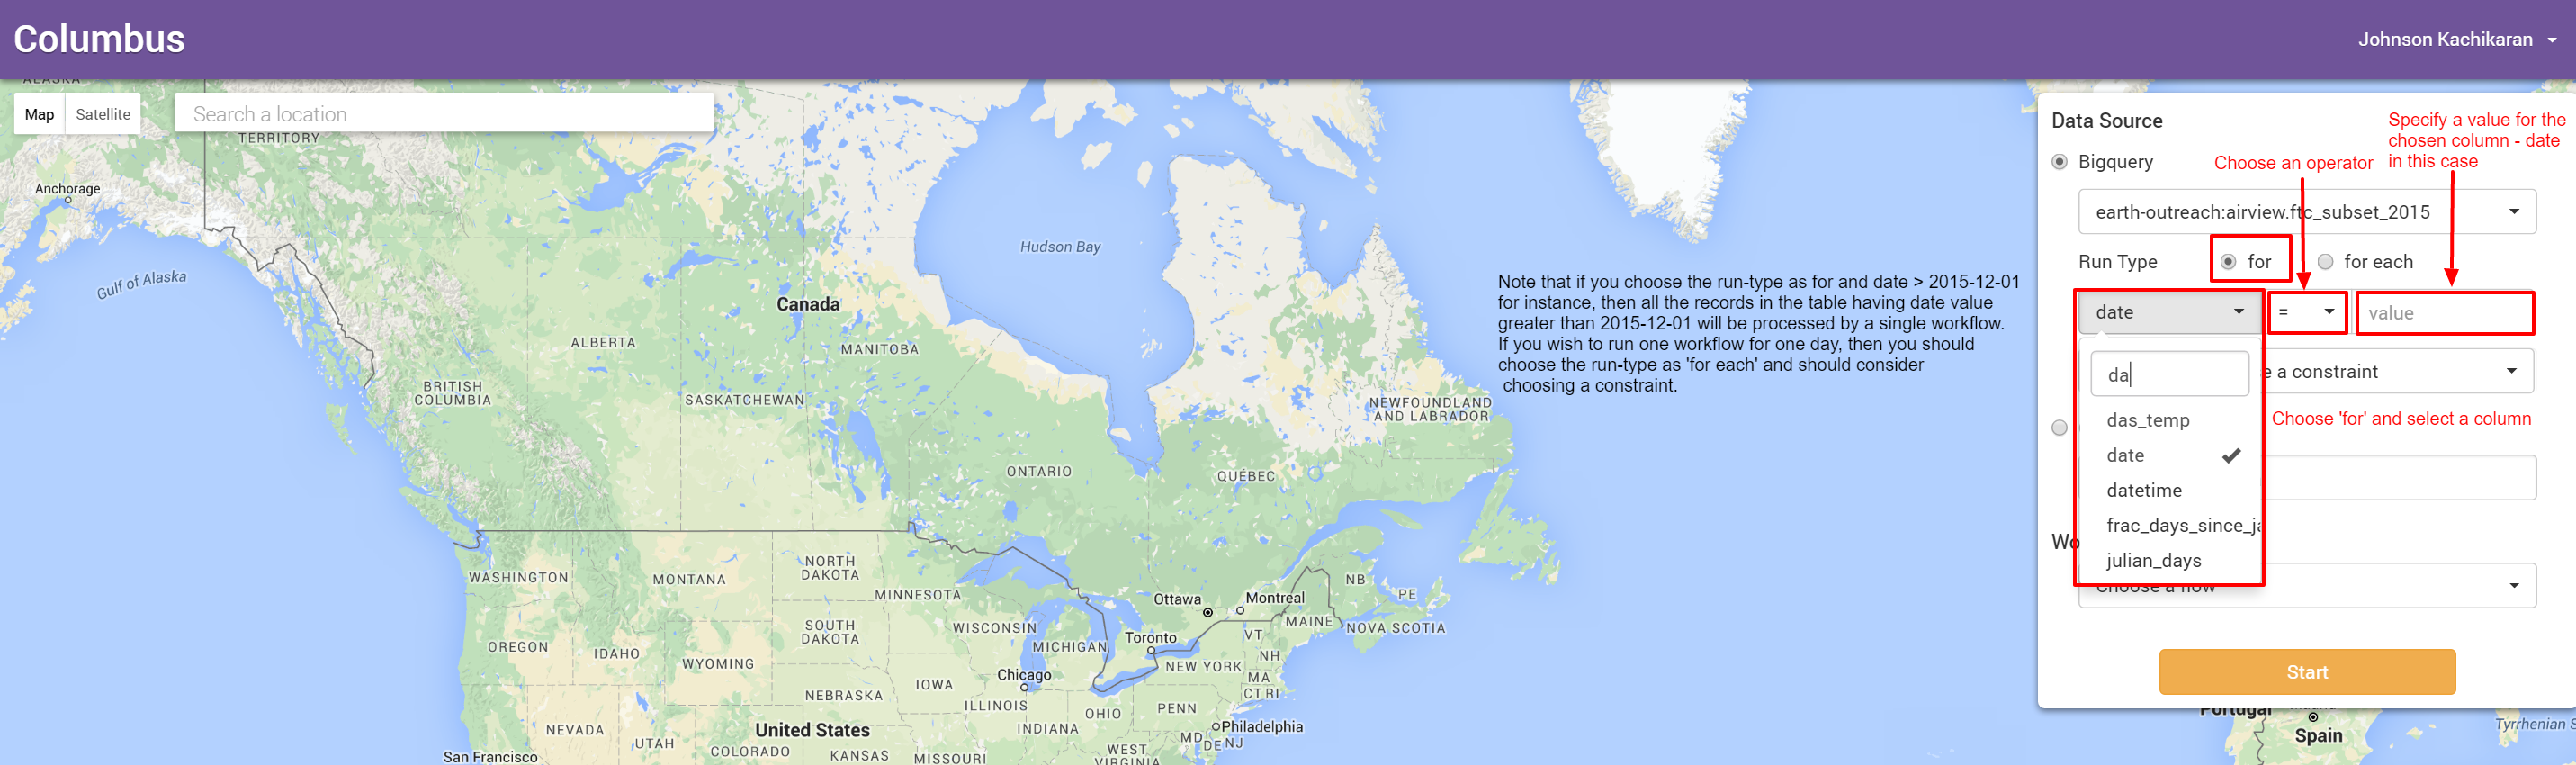 Columbus
Johnson Kachikaran
ALASKA
Map
Satellite
Search a location
TERRITORY
Anchorage
Gulf of Alaska
Hudson Bay
Canada
ALBERTA
MANITOBA
BRITISH
COLUMBIA
SASKATCHEWAN
NEWFOUNDLAND
AND LABRADOR
ONTARIO
QUÉBEC
WASHINGTON
MONTANA
NORTH
DAKOTA
MINNESOTA
Ottawa
Montreal
NB
PE
NOVA SCOTIA
MAINE
OREGON
IDAHO
SOUTH
DAKOTA
WISCONSIN
MICHIGAN
Toronto
VT
NH
NEW YORK
MA
CT RI
WYOMING
IOWA
Chicago
NEBRASKA
ILLINOIS
OHIO
PENN
INDIANA
Philadelphia
NEVADA
UTAH
United States
COLORADO
KANSAS
MISSOURI
WEST
VIRGINIA
MD
DE
NJ
San Francisco
Note that if you choose the run-type as for and date > 2015-12-01
for instance, then all the records in the table having date value
greater than 2015-12-01 will be processed by a single workflow.
If you wish to run one workflow for one day, then you should
choose the run-type as 'for each' and should consider
choosing a constraint.
Data Source
Specify a value for the
chosen column - date
in this case
Bigquery
Choose an operator
earth-outreach:airview.ftc_subset_2015
Run Type
for
for each
date
=
value
da
e a constraint
das_temp
Choose 'for' and select a column
date
datetime
frac_days_since_ja
Wo
julian_days
Choose a flow
Start
Portugal
Spain
Tyrrhenian S